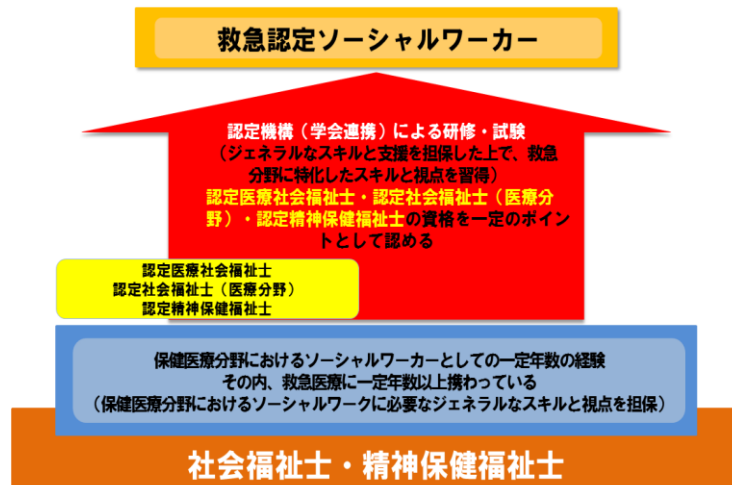 救急認定ソーシャルワーカー
認定機構（学会連携）による研修・試験
（ジェネラルなスキルと支援を担保した上で、救急
分野に特化したスキルと視点を習得）
認定医療社会福祉士・認定社会福祉士（医療分
野）・認定精神保健福祉士の資格を一定のポイン
トとして認める
認定医療社会福祉士
認定社会福祉士（医療分野）
認定精神保健福祉士
保健医療分野におけるソーシャルワーカーとしての一定年数の経験
その内、救急医療に一定年数以上携わっている
（保健医療分野におけるソーシャルワークに必要なジェネラルなスキルと視点を担保）
社会福祉士・精神保健福祉士